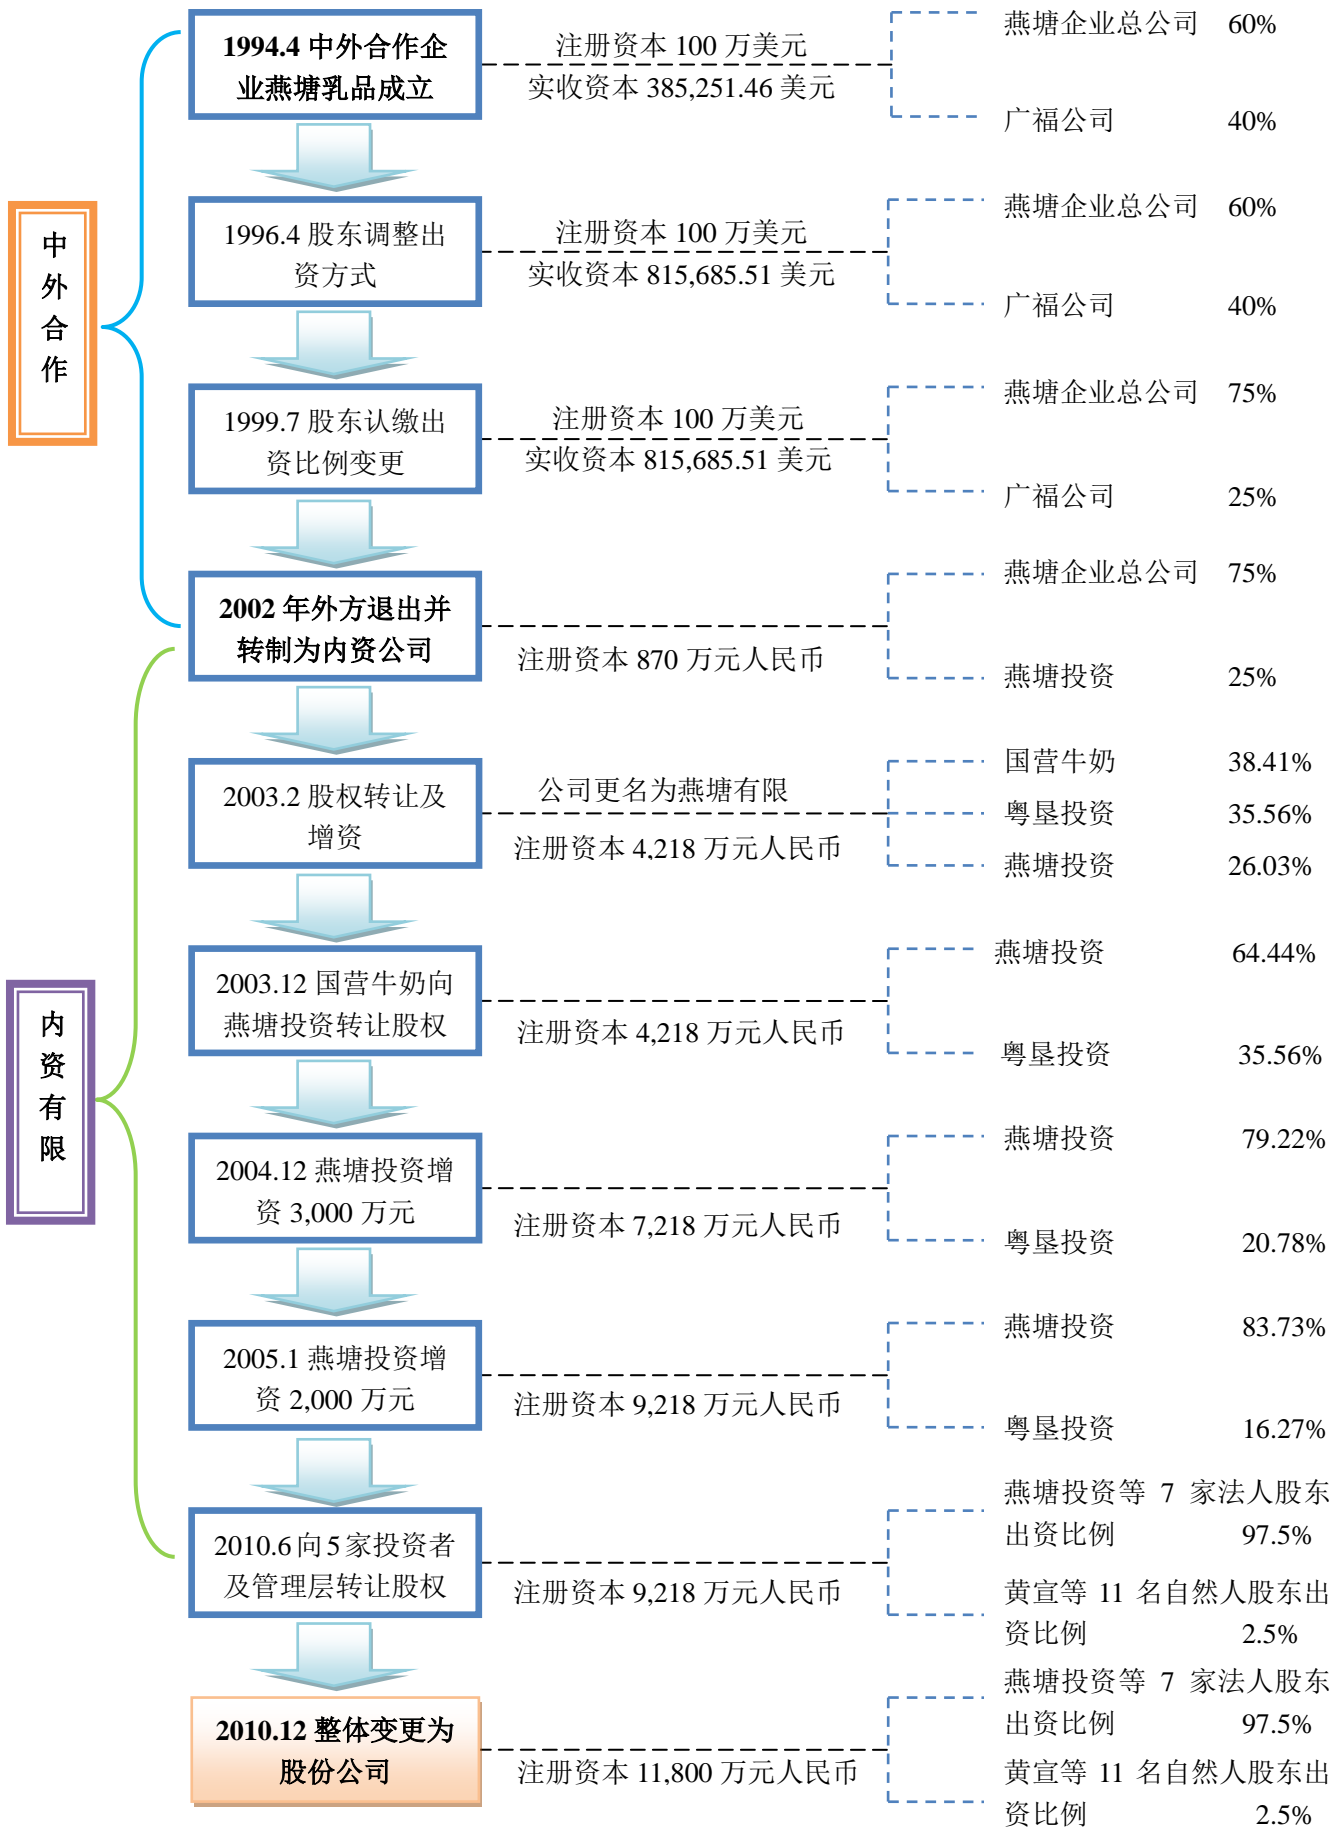 1994.4 中外合作企
业燕塘乳品成立
注册资本 100 万美元
实收资本 385,251.46 美元
燕塘企业总公司 60%
广福公司 40%
中
外
合
作
1996.4 股东调整出
资方式
注册资本 100 万美元
实收资本 815,685.51 美元
燕塘企业总公司 60%
广福公司 40%
1999.7 股东认缴出
资比例变更
注册资本 100 万美元
实收资本 815,685.51 美元
燕塘企业总公司 75%
广福公司 25%
2002 年外方退出并
转制为内资公司
注册资本 870 万元人民币
燕塘企业总公司 75%
燕塘投资 25%
2003.2 股权转让及
增资
公司更名为燕塘有限
注册资本 4,218 万元人民币
国营牛奶 38.41%
粤垦投资 35.56%
燕塘投资 26.03%
内
资
有
限
2003.12 国营牛奶向
燕塘投资转让股权
注册资本 4,218 万元人民币
燕塘投资 64.44%
粤垦投资 35.56%
2004.12 燕塘投资增
资 3,000 万元
注册资本 7,218 万元人民币
燕塘投资 79.22%
粤垦投资 20.78%
2005.1 燕塘投资增
资 2,000 万元
注册资本 9,218 万元人民币
燕塘投资 83.73%
粤垦投资 16.27%
2010.6 向 5 家投资者
及管理层转让股权
注册资本 9,218 万元人民币
燕塘投资等 7 家法人股东
出资比例 97.5%
黄宣等 11 名自然人股东出
资比例 2.5%
2010.12 整体变更为
股份公司
注册资本 11,800 万元人民币
燕塘投资等 7 家法人股东
出资比例 97.5%
黄宣等 11 名自然人股东出
资比例 2.5%